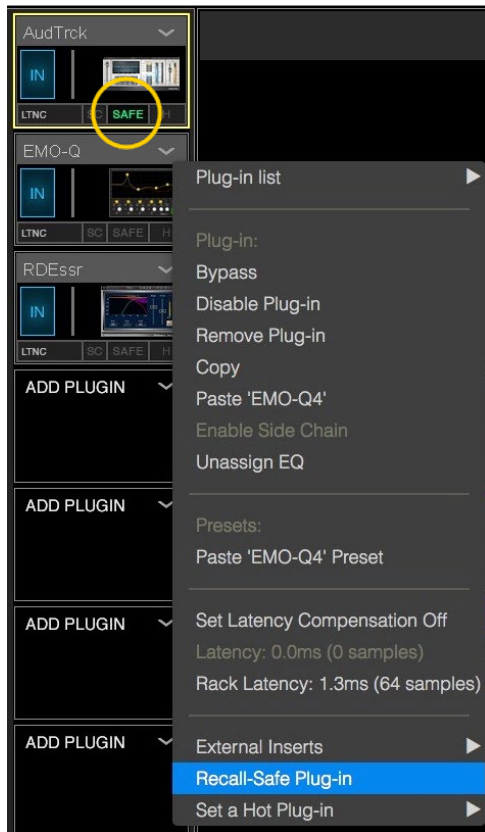 AudTrck
IN
LTNC SC SAFE H
EMO-Q
IN
LTNC SC SAFE H
RDEssr
IN
LTNC SC SAFE H
ADD PLUGIN
ADD PLUGIN
ADD PLUGIN
ADD PLUGIN
Plug-in list
Plug-in:
Bypass
Disable Plug-in
Remove Plug-in
Copy
Paste 'EMO-Q4'
Enable Side Chain
Unassign EQ
Presets:
Paste 'EMO-Q4' Preset
Set Latency Compensation Off
Latency: 0.0ms (0 samples)
Rack Latency: 1.3ms (64 samples)
External Inserts
Recall-Safe Plug-in
Set a Hot Plug-in